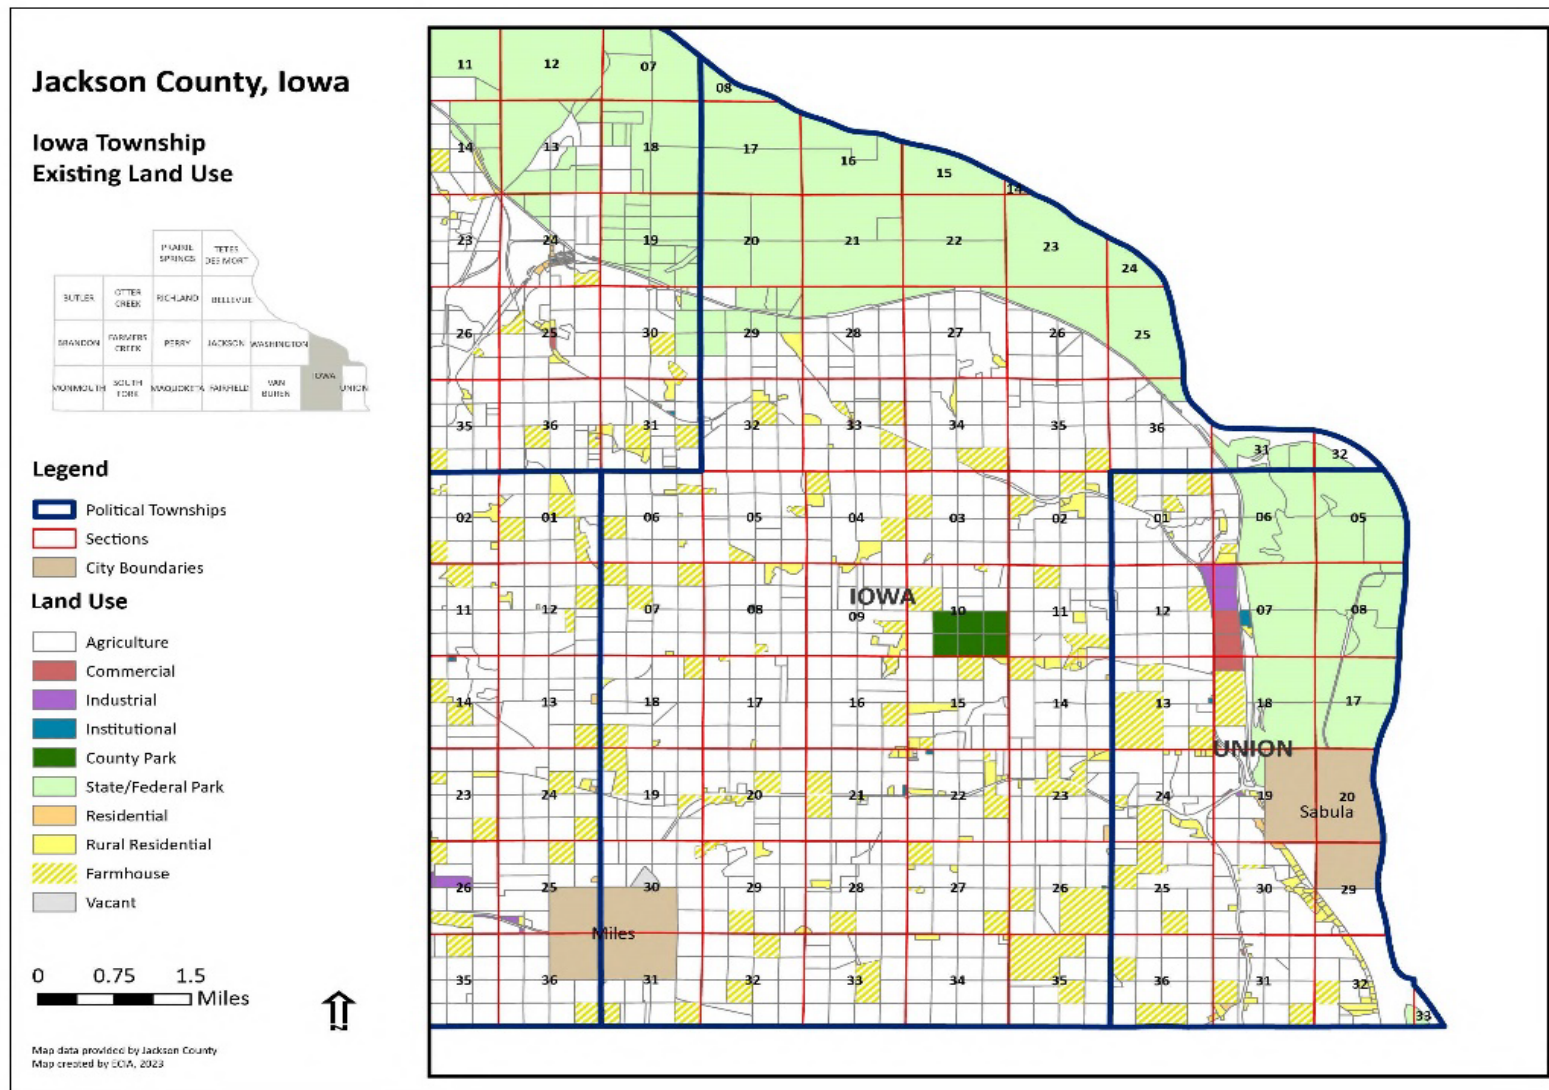 Jackson County, Iowa
Iowa Township
Existing Land Use
PRAIRIE SPRINGS
TETES DES MORT
BUTLER
OTTER CREEK
RICHLAND
BELLEVUE
BRANDON
FARMERS CREEK
PERRY
JACKSON
WASHINGTON
MONMOUTH
SOUTH FORK
MAQUOKETA
FAIRFIELD
VAN BUREN
IOWA
UNION
Legend
Political Townships
Sections
City Boundaries
Land Use
Agriculture
Commercial
Industrial
Institutional
County Park
State/Federal Park
Residential
Rural Residential
Farmhouse
Vacant
0 0.75 1.5
Miles
N
Map data provided by Jackson County
Map created by ECIA, 2023
11 12 07 08
14 13 18 17 16 15 14
23 24 19 20 21 22 23 24
26 25 30 29 28 27 26 25
35 36 31 32 33 34 35 36 31 32
02 01 06 05 04 03 02 01 06 05
IOWA
11 12 07 08 09 10 11 12 07 08
14 13 18 17 16 15 14 13 18 17
UNION
23 24 19 20 21 22 23 24 19 20
Sabula
26 25 30 29 28 27 26 25 30 29
Miles
35 36 31 32 33 34 35 36 31 32
33